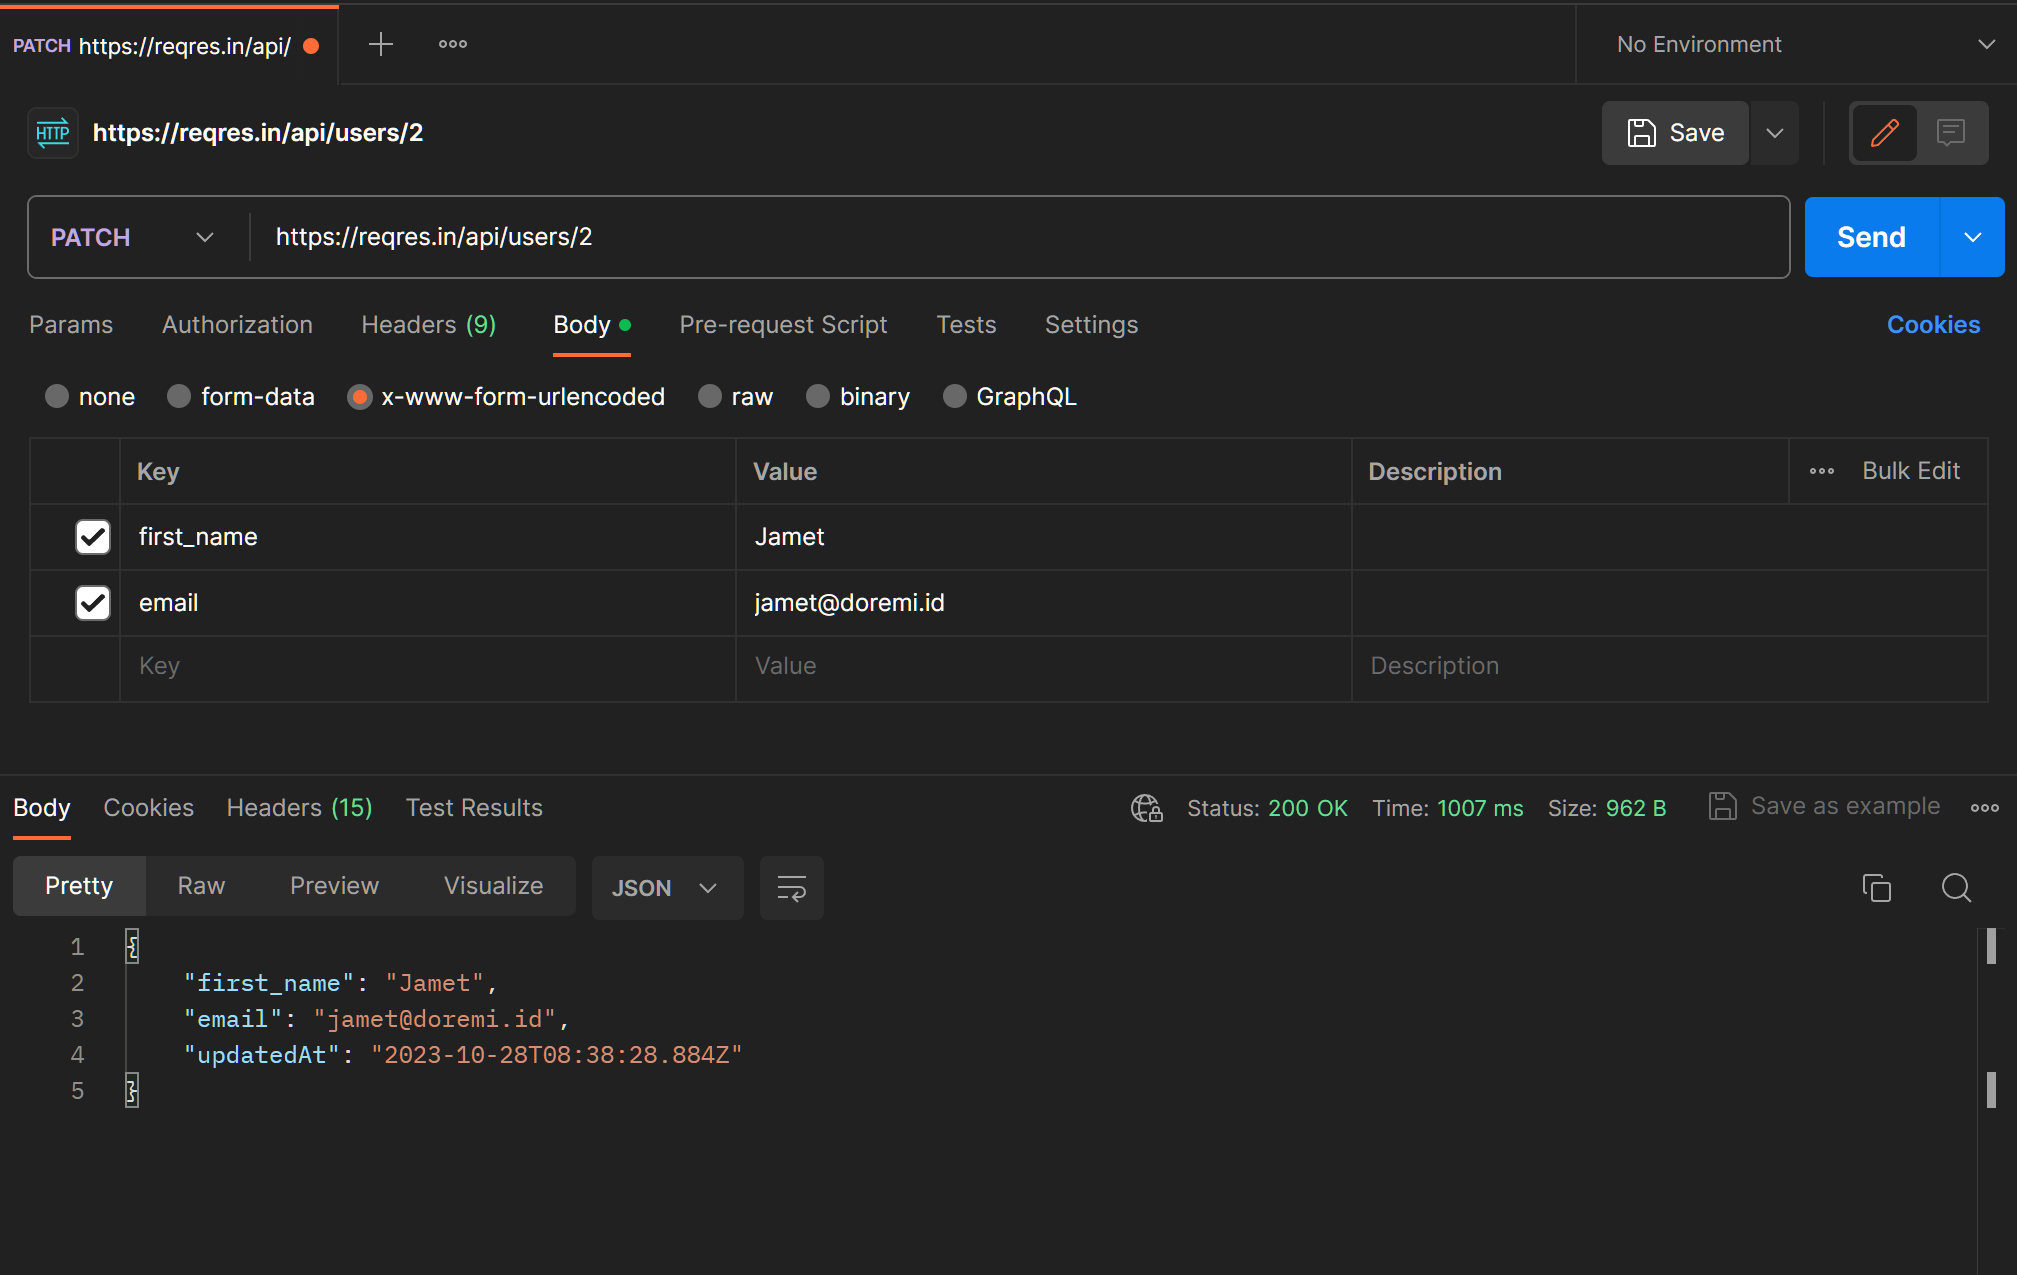 PATCH https://reqres.in/api/
No Environment
HTTP https://reqres.in/api/users/2
Save
PATCH https://reqres.in/api/users/2
Send
Params Authorization Headers (9) Body Pre-request Script Tests Settings Cookies
none form-data x-www-form-urlencoded raw binary GraphQL
Key Value Description Bulk Edit
first_name Jamet
email jamet@doremi.id
Key Value Description
Body Cookies Headers (15) Test Results Status: 200 OK Time: 1007 ms Size: 962 B Save as example
Pretty Raw Preview Visualize JSON
1 {
2 "first_name": "Jamet",
3 "email": "jamet@doremi.id",
4 "updatedAt": "2023-10-28T08:38:28.884Z"
5 }